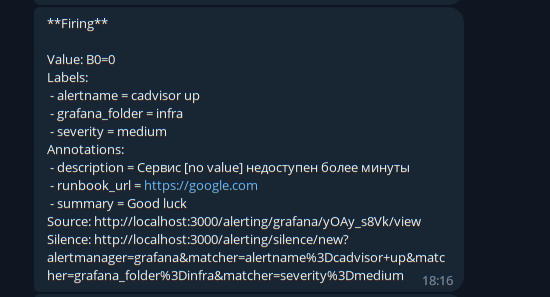 **Firing**
Value: B0=0
Labels:
- alertname = cadvisor up
- grafana_folder = infra
- severity = medium
Annotations:
- description = Сервис [no value] недоступен более минуты
- runbook_url = https://google.com
- summary = Good luck
Source: http://localhost:3000/alerting/grafana/yOAy_s8Vk/view
Silence: http://localhost:3000/alerting/silence/new?
alertmanager=grafana&matcher=alertname%3Dcadvisor+up&matc
her=grafana_folder%3Dinfra&matcher=severity%3Dmedium
18:16